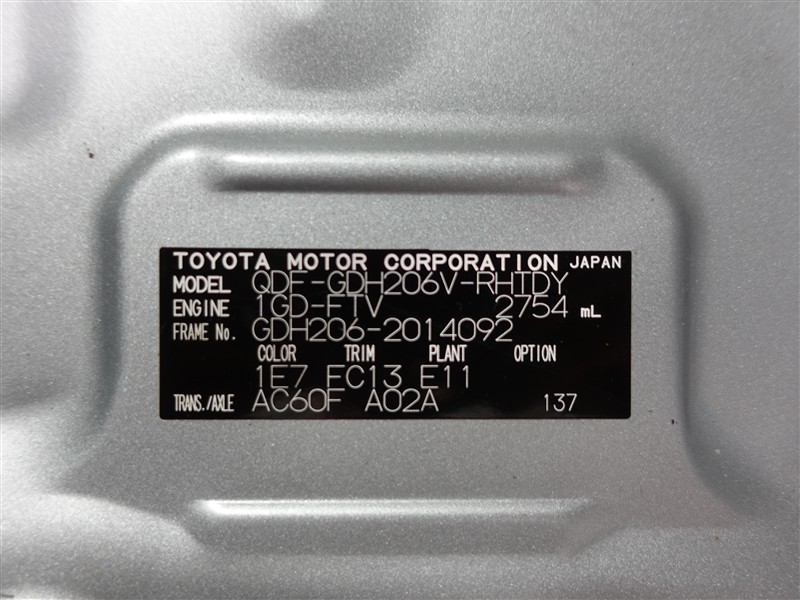 TOYOTA MOTOR CORPORATION JAPAN
MODEL QDF-GDH206V-RHTDY
ENGINE 1GD-FTV 2754 mL
FRAME No. GDH206-2014092
COLOR TRIM PLANT OPTION
1E7 FC13 E11
TRANS./AXLE AC60F A02A 137